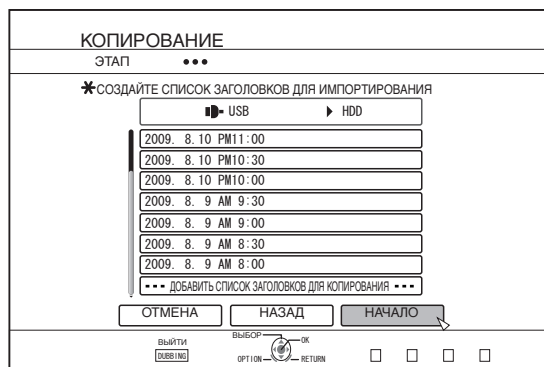 КОПИРОВАНИЕ
ЭТАП
СОЗДАЙТЕ СПИСОК ЗАГОЛОВКОВ ДЛЯ ИМПОРТИРОВАНИЯ
USB HDD
2009. 8.10 PM11:00
2009. 8.10 PM10:30
2009. 8.10 PM10:00
2009. 8. 9 AM 9:30
2009. 8. 9 AM 9:00
2009. 8. 9 AM 8:30
2009. 8. 9 AM 8:00
--- ДОБАВИТЬ СПИСОК ЗАГОЛОВКОВ ДЛЯ КОПИРОВАНИЯ ---
ОТМЕНА НАЗАД НАЧАЛО
ВЫЙТИ ВЫБОР OK
DUBBING OPTION RETURN